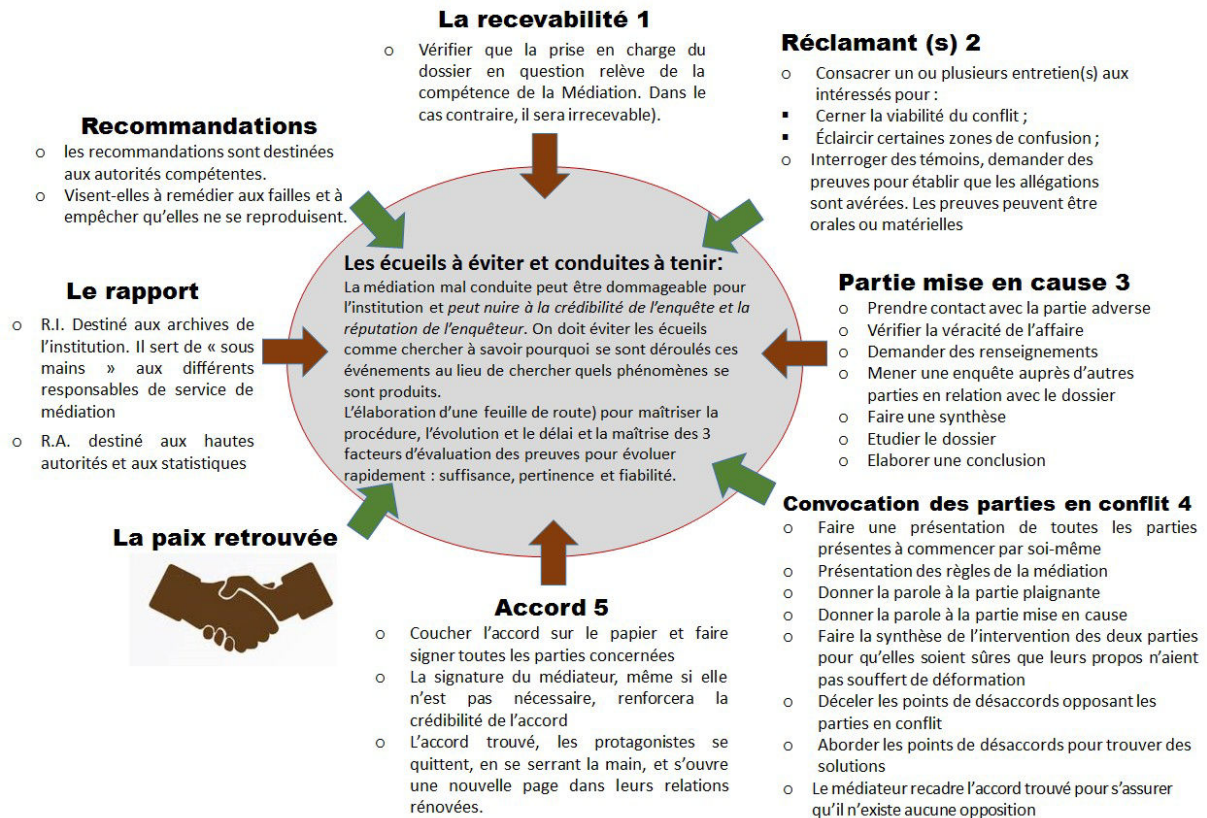 La recevabilité 1
o Vérifier que la prise en charge du
dossier en question relève de la
compétence de la Médiation. Dans le
cas contraire, il sera irrecevable).
Réclamant (s) 2
o Consacrer un ou plusieurs entretien(s) aux
intéressés pour :
▪ Cerner la viabilité du conflit ;
▪ Éclaircir certaines zones de confusion ;
o Interroger des témoins, demander des
preuves pour établir que les allégations
sont avérées. Les preuves peuvent être
orales ou matérielles
Partie mise en cause 3
o Prendre contact avec la partie adverse
o Vérifier la véracité de l'affaire
o Demander des renseignements
o Mener une enquête auprès d'autres
parties en relation avec le dossier
o Faire une synthèse
o Etudier le dossier
o Elaborer une conclusion
Convocation des parties en conflit 4
o Faire une présentation de toutes les parties
présentes à commencer par soi-même
o Présentation des règles de la médiation
o Donner la parole à la partie plaignante
o Donner la parole à la partie mise en cause
o Faire la synthèse de l'intervention des deux parties
pour qu'elles soient sûres que leurs propos n'aient
pas souffert de déformation
o Déceler les points de désaccords opposant les
parties en conflit
o Aborder les points de désaccords pour trouver des
solutions
o Le médiateur recadre l'accord trouvé pour s'assurer
qu'il n'existe aucune opposition
Accord 5
o Coucher l'accord sur le papier et faire
signer toutes les parties concernées
o La signature du médiateur, même si elle
n'est pas nécessaire, renforcera la
crédibilité de l'accord
o L'accord trouvé, les protagonistes se
quittent, en se serrant la main, et s'ouvre
une nouvelle page dans leurs relations
rénovées.
La paix retrouvée
Le rapport
o R.I. Destiné aux archives de
l'institution. Il sert de « sous
mains » aux différents
responsables de service de
médiation
o R.A. destiné aux hautes
autorités et aux statistiques
Recommandations
o les recommandations sont destinées
aux autorités compétentes.
o Visent-elles à remédier aux failles et à
empêcher qu'elles ne se reproduisent.
Les écueils à éviter et conduites à tenir:
La médiation mal conduite peut être dommageable pour
l'institution et peut nuire à la crédibilité de l'enquête et la
réputation de l'enquêteur. On doit éviter les écueils
comme chercher à savoir pourquoi se sont déroulés ces
événements au lieu de chercher quels phénomènes se
sont produits.
L'élaboration d'une feuille de route) pour maîtriser la
procédure, l'évolution et le délai et la maîtrise des 3
facteurs d'évaluation des preuves pour évoluer
rapidement : suffisance, pertinence et fiabilité.